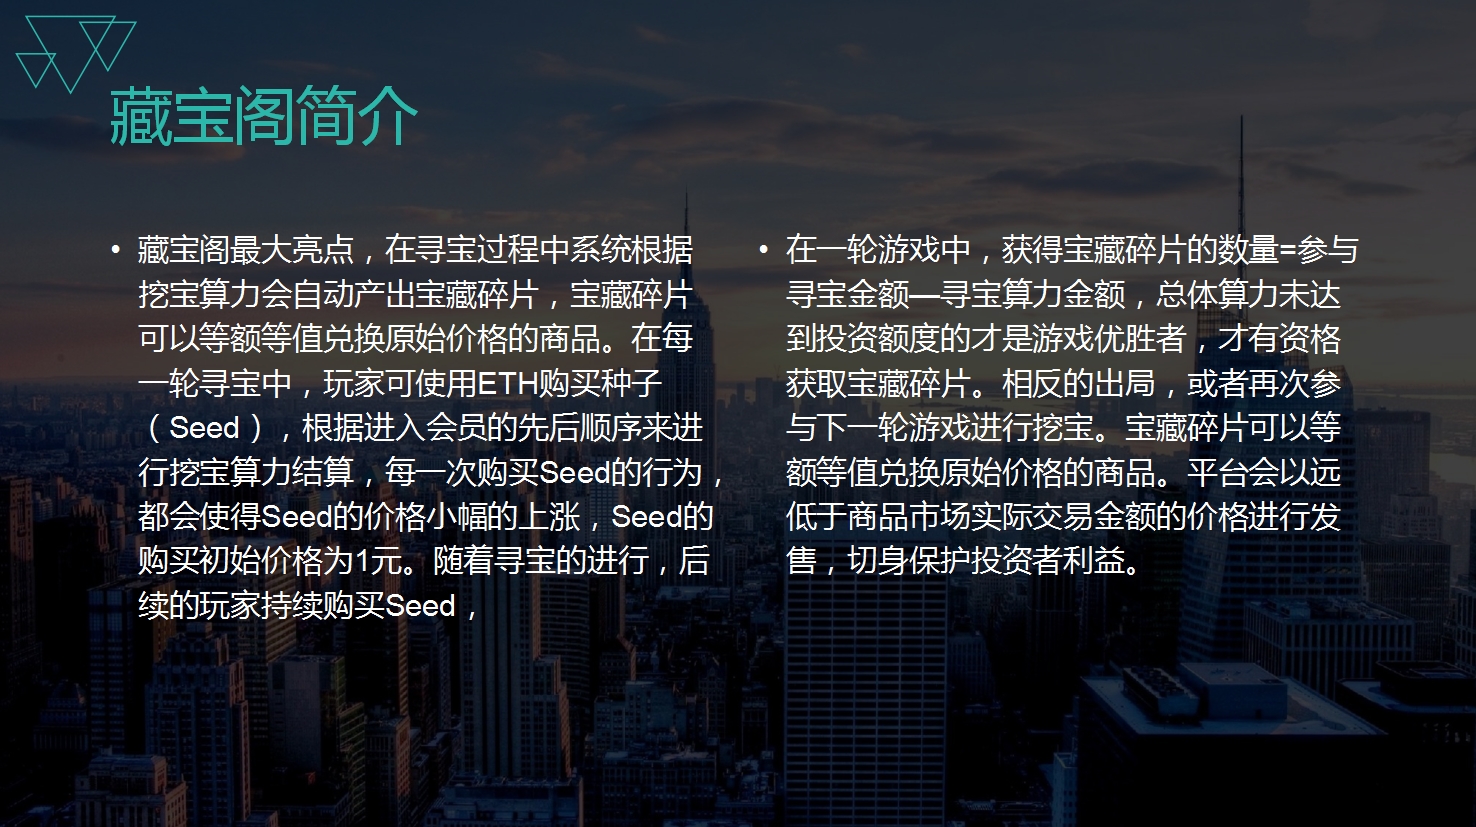 藏宝阁简介
• 藏宝阁最大亮点，在寻宝过程中系统根据
挖宝算力会自动产出宝藏碎片，宝藏碎片
可以等额等值兑换原始价格的商品。在每
一轮寻宝中，玩家可使用ETH购买种子
（Seed），根据进入会员的先后顺序来进
行挖宝算力结算，每一次购买Seed的行为，
都会使得Seed的价格小幅的上涨，Seed的
购买初始价格为1元。随着寻宝的进行，后
续的玩家持续购买Seed，
• 在一轮游戏中，获得宝藏碎片的数量=参与
寻宝金额—寻宝算力金额，总体算力未达
到投资额度的才是游戏优胜者，才有资格
获取宝藏碎片。相反的出局，或者再次参
与下一轮游戏进行挖宝。宝藏碎片可以等
额等值兑换原始价格的商品。平台会以远
低于商品市场实际交易金额的价格进行发
售，切身保护投资者利益。